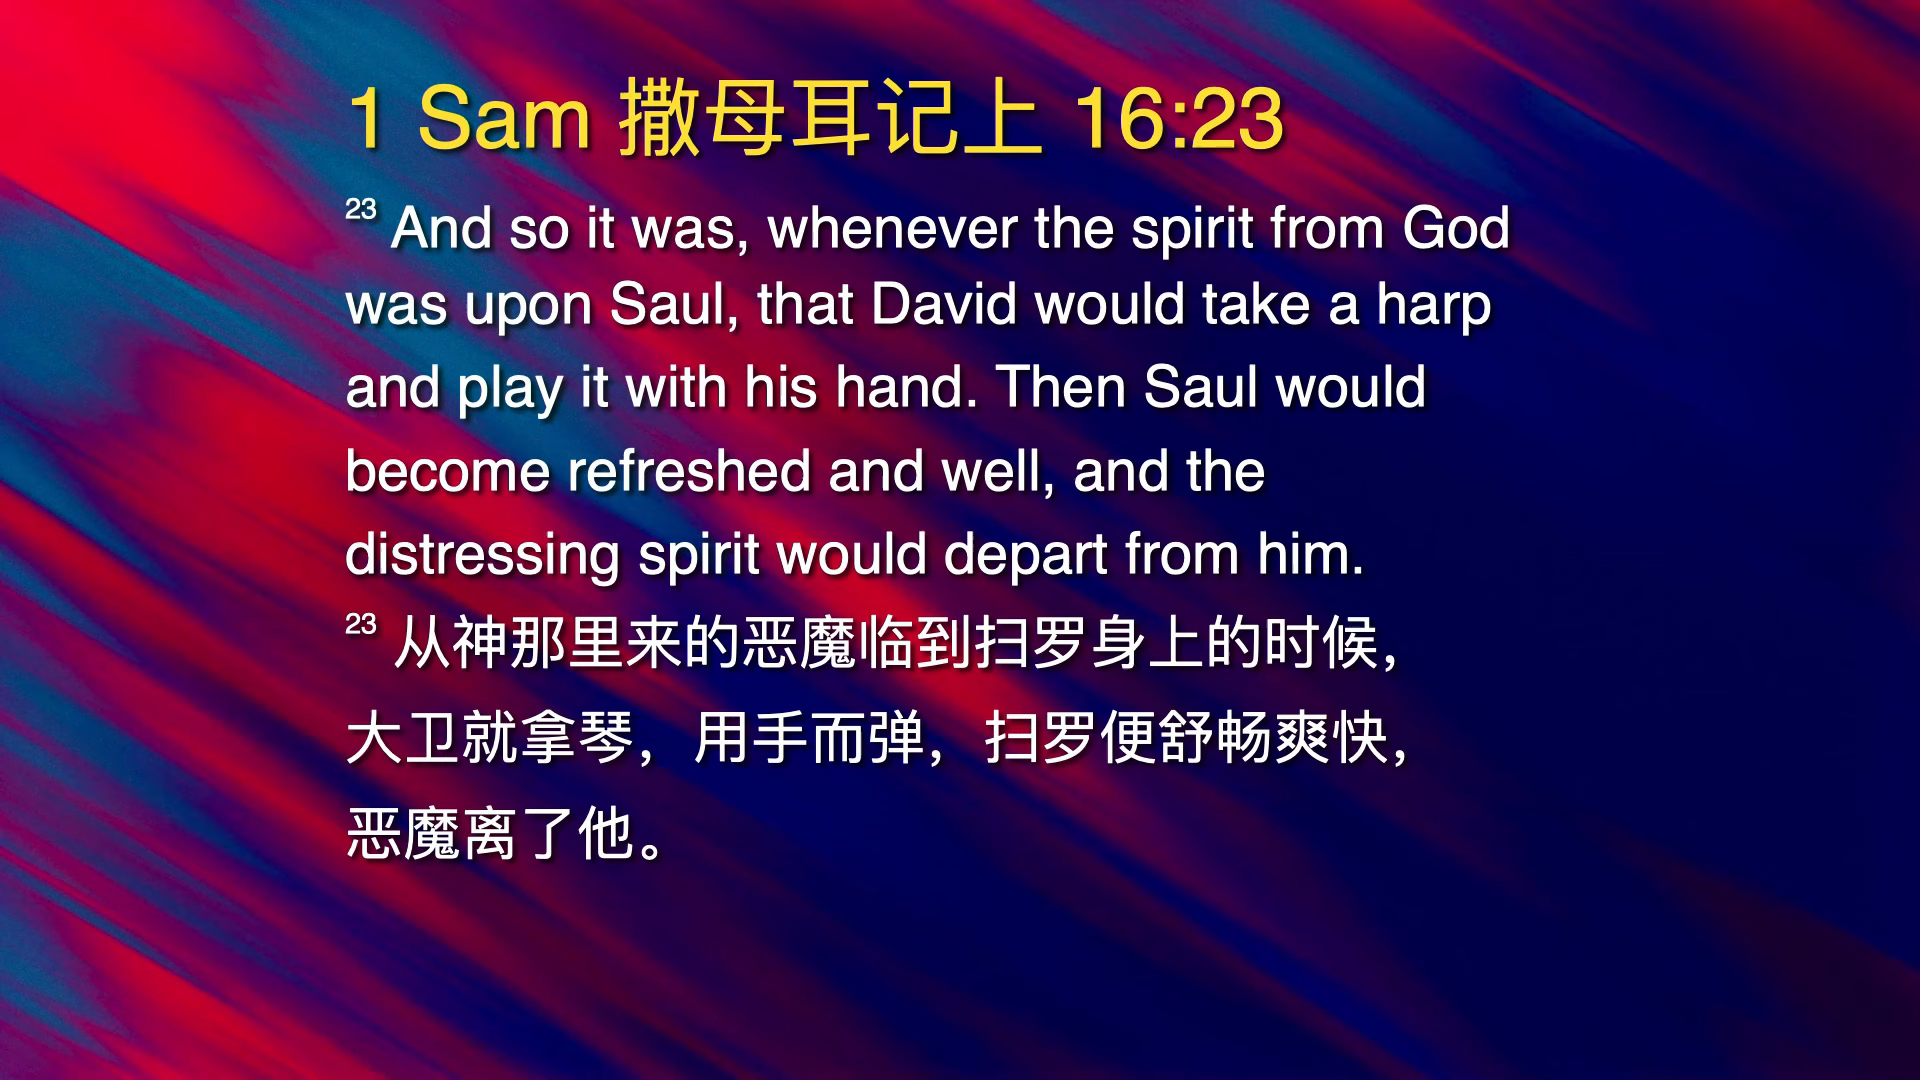 1 Sam 撒母耳记上 16:23
23 And so it was, whenever the spirit from God
was upon Saul, that David would take a harp
and play it with his hand. Then Saul would
become refreshed and well, and the
distressing spirit would depart from him.
23 从神那里来的恶魔临到扫罗身上的时候，
大卫就拿琴，用手而弹，扫罗便舒畅爽快，
恶魔离了他。